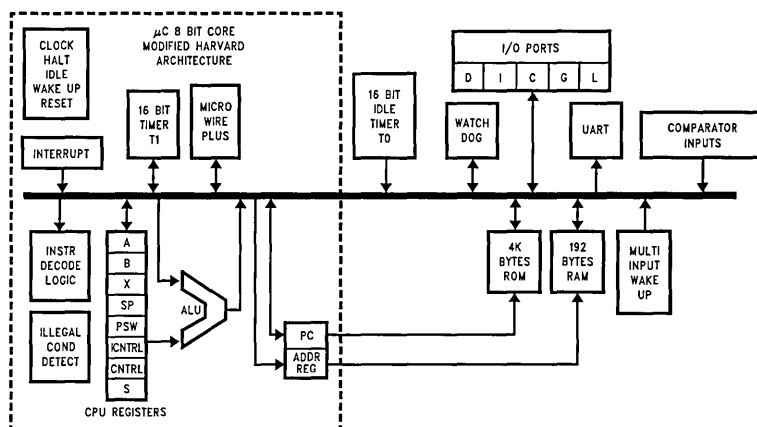 µC 8 BIT CORE
MODIFIED HARVARD
ARCHITECTURE
CLOCK
HALT
IDLE
WAKE UP
RESET
16 BIT
TIMER
T1
MICRO
WIRE
PLUS
INTERRUPT
16 BIT
IDLE
TIMER
T0
I/O PORTS
D I C G L
WATCH
DOG
UART
COMPARATOR
INPUTS
INSTR
DECODE
LOGIC
ILLEGAL
COND
DETECT
A
B
X
SP
PSW
ICNTRL
CNTRL
S
CPU REGISTERS
ALU
PC
ADDR
REG
4K
BYTES
ROM
192
BYTES
RAM
MULTI
INPUT
WAKE
UP